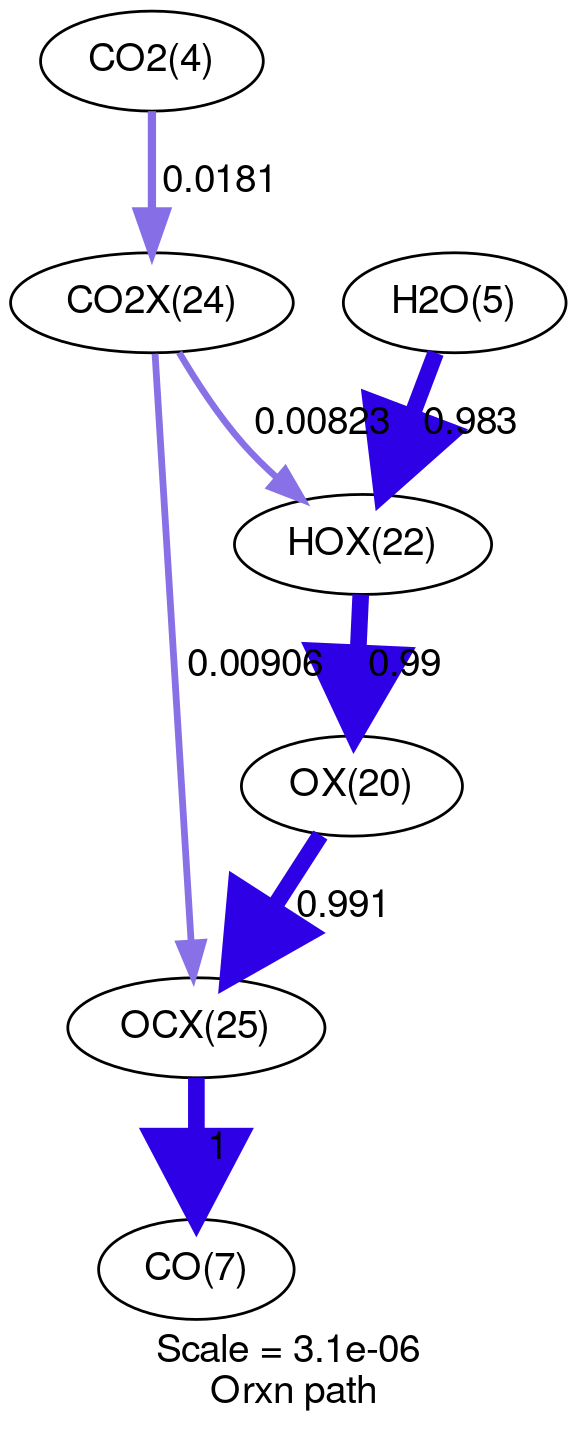 CO2(4)
0.0181
CO2X(24)
H2O(5)
0.00823
0.983
HOX(22)
0.00906
0.99
OX(20)
0.991
OCX(25)
1
CO(7)
Scale = 3.1e-06
Orxn path